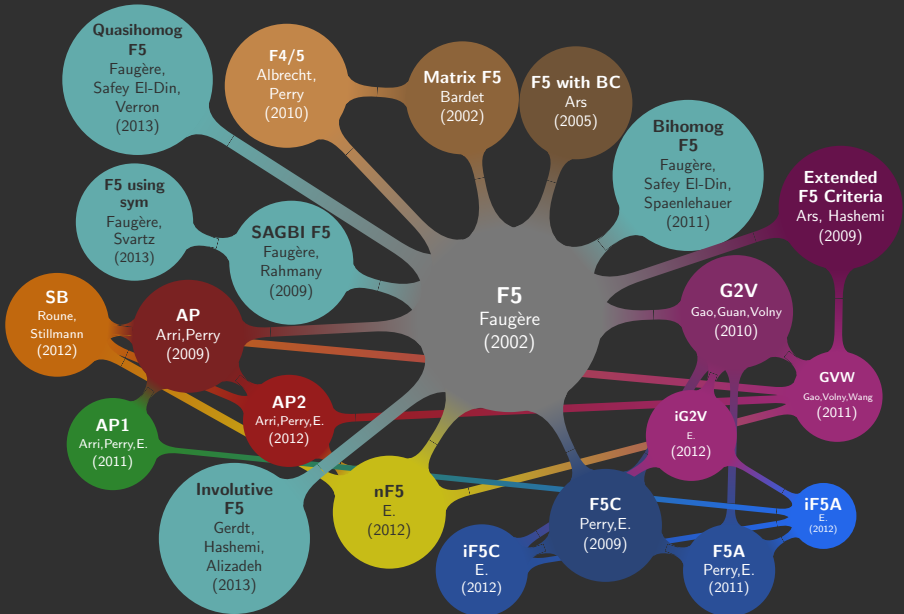 Quasihomog
F5
Faugère,
Safey El-Din,
Verron
(2013)
F4/5
Albrecht,
Perry
(2010)
Matrix F5
Bardet
(2002)
F5 with BC
Ars
(2005)
Bihomog
F5
Faugère,
Safey El-Din,
Spaenlehauer
(2011)
Extended
F5 Criteria
Ars, Hashemi
(2009)
F5 using
sym
Faugère,
Svartz
(2013)
SAGBI F5
Faugère,
Rahmany
(2009)
F5
Faugère
(2002)
G2V
Gao,Guan,Volny
(2010)
SB
Roune,
Stillmann
(2012)
AP
Arri,Perry
(2009)
GVW
Gao,Volny,Wang
(2011)
AP2
Arri,Perry,E.
(2012)
iG2V
E.
(2012)
AP1
Arri,Perry,E.
(2011)
Involutive
F5
Gerdt,
Hashemi,
Alizadeh
(2013)
nF5
E.
(2012)
F5C
Perry,E.
(2009)
iF5A
E.
(2012)
iF5C
E.
(2012)
F5A
Perry,E.
(2011)